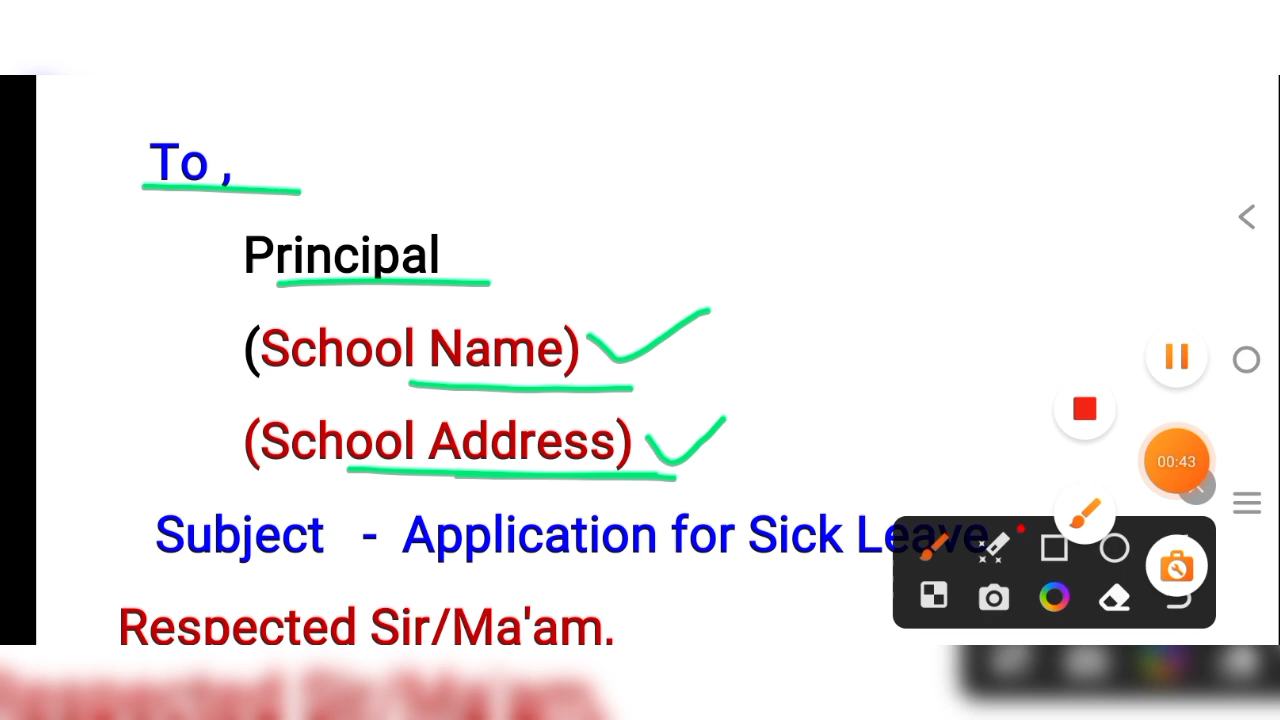 To ,
Principal
(School Name)
(School Address)
Subject - Application for Sick Leave
Respected Sir/Ma'am,
00:43